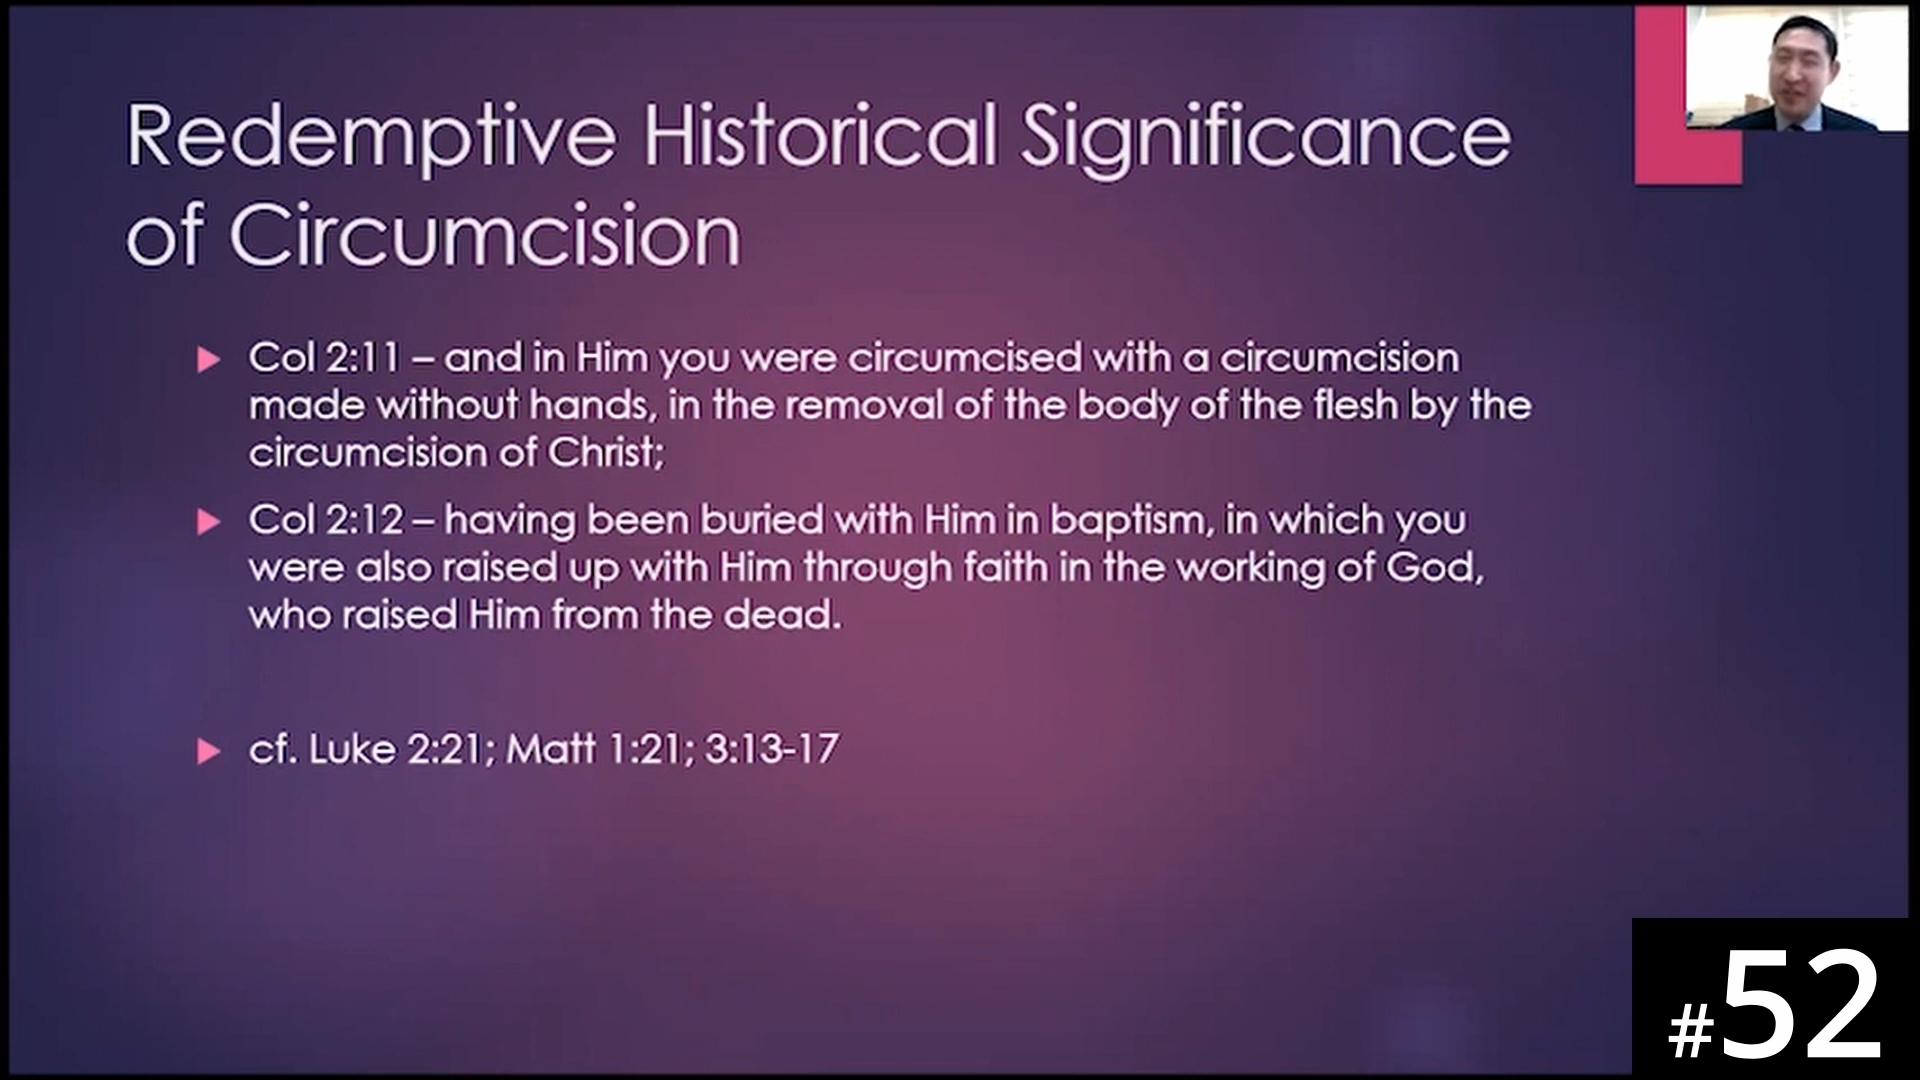 Redemptive Historical Significance
of Circumcision
Col 2:11 – and in Him you were circumcised with a circumcision
made without hands, in the removal of the body of the flesh by the
circumcision of Christ;
Col 2:12 – having been buried with Him in baptism, in which you
were also raised up with Him through faith in the working of God,
who raised Him from the dead.
cf. Luke 2:21; Matt 1:21; 3:13-17
#52